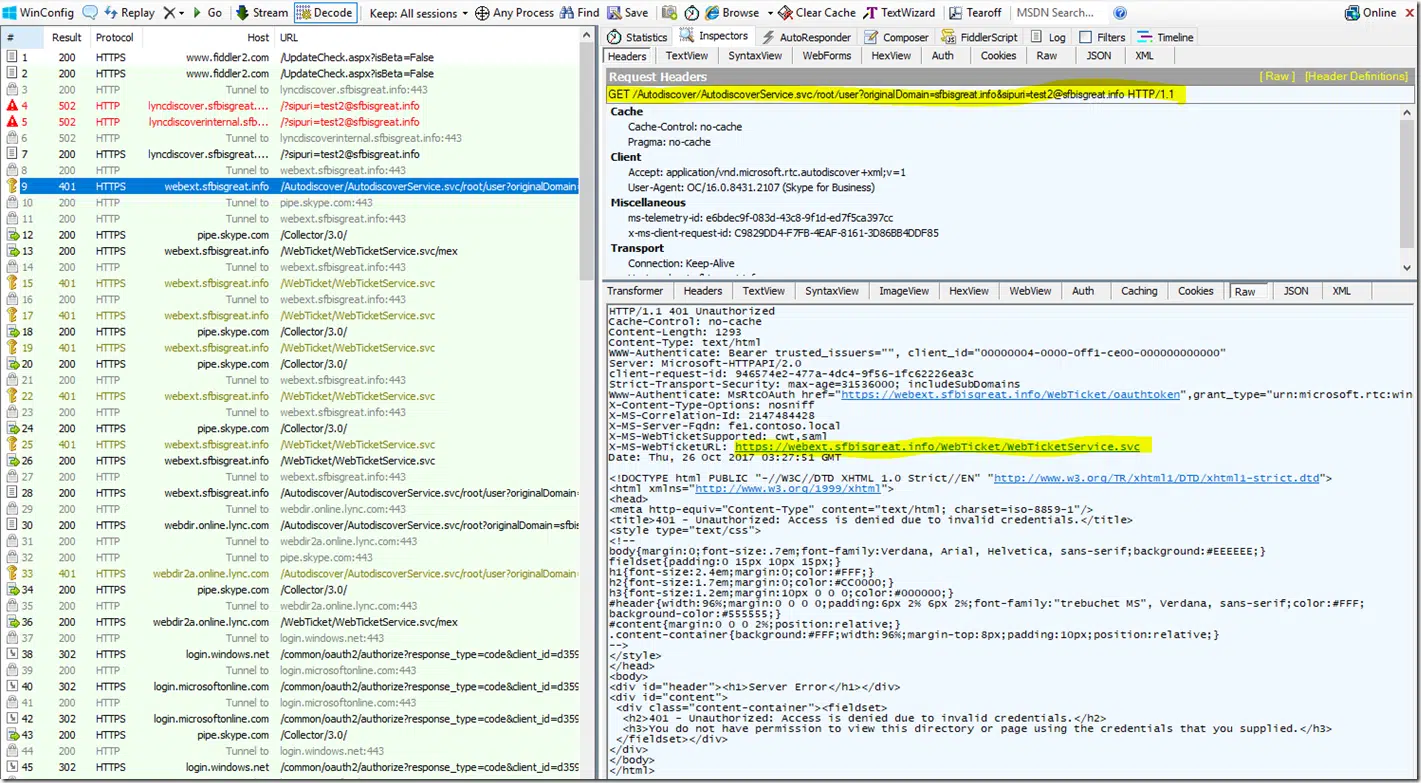 WinConfig Replay X Go Stream Decode Keep: All sessions Any Process Find Save Browse Clear Cache TextWizard Tearoff MSDN Search... Online
# Result Protocol Host URL
1 200 HTTPS www.fiddler2.com /UpdateCheck.aspx?isBeta=False
2 200 HTTPS www.fiddler2.com /UpdateCheck.aspx?isBeta=False
3 200 HTTP Tunnel to lyncdiscover.sfbisgreat.info:443
4 502 HTTP lyncdiscover.sfbisgreat.... /?sipuri=test2@sfbisgreat.info
5 502 HTTP lyncdiscoverinternal.sfb... /?sipuri=test2@sfbisgreat.info
6 502 HTTP Tunnel to lyncdiscoverinternal.sfbisgreat.info:443
7 200 HTTPS lyncdiscover.sfbisgreat.... /?sipuri=test2@sfbisgreat.info
8 200 HTTP Tunnel to webext.sfbisgreat.info:443
9 401 HTTPS webext.sfbisgreat.info /Autodiscover/AutodiscoverService.svc/root/user?originalDomain=
10 200 HTTP Tunnel to pipe.skype.com:443
11 200 HTTP Tunnel to webext.sfbisgreat.info:443
12 200 HTTPS pipe.skype.com /Collector/3.0/
13 200 HTTPS webext.sfbisgreat.info /WebTicket/WebTicketService.svc/mex
14 200 HTTP Tunnel to webext.sfbisgreat.info:443
15 401 HTTPS webext.sfbisgreat.info /WebTicket/WebTicketService.svc
16 200 HTTP Tunnel to webext.sfbisgreat.info:443
17 401 HTTPS webext.sfbisgreat.info /WebTicket/WebTicketService.svc
18 200 HTTPS pipe.skype.com /Collector/3.0/
19 401 HTTPS webext.sfbisgreat.info /WebTicket/WebTicketService.svc
20 200 HTTPS pipe.skype.com /Collector/3.0/
21 200 HTTP Tunnel to webext.sfbisgreat.info:443
22 401 HTTPS webext.sfbisgreat.info /WebTicket/WebTicketService.svc
23 200 HTTP Tunnel to webext.sfbisgreat.info:443
24 200 HTTPS pipe.skype.com /Collector/3.0/
25 401 HTTPS webext.sfbisgreat.info /WebTicket/WebTicketService.svc
26 200 HTTPS webext.sfbisgreat.info /WebTicket/WebTicketService.svc
27 200 HTTP Tunnel to webext.sfbisgreat.info:443
28 200 HTTPS webext.sfbisgreat.info /Autodiscover/AutodiscoverService.svc/root/user?originalDomain=
29 200 HTTP Tunnel to webdir.online.lync.com:443
30 200 HTTPS webdir.online.lync.com /Autodiscover/AutodiscoverService.svc/root?originalDomain=sfbis
31 200 HTTP Tunnel to webdir2a.online.lync.com:443
32 200 HTTP Tunnel to pipe.skype.com:443
33 401 HTTPS webdir2a.online.lync.com /Autodiscover/AutodiscoverService.svc/root/user?originalDomain=
34 200 HTTPS pipe.skype.com /Collector/3.0/
35 200 HTTP Tunnel to webdir2a.online.lync.com:443
36 200 HTTPS webdir2a.online.lync.com /WebTicket/WebTicketService.svc/mex
37 200 HTTP Tunnel to login.windows.net:443
38 200 HTTPS login.windows.net /common/oauth2/authorize?response_type=code&client_id=d359
39 200 HTTP Tunnel to login.microsoftonline.com:443
40 302 HTTPS login.microsoftonline.com /common/oauth2/authorize?response_type=code&client_id=d359
41 200 HTTP Tunnel to login.microsoftonline.com:443
42 302 HTTPS login.microsoftonline.com /common/oauth2/authorize?response_type=code&client_id=d359
43 200 HTTPS pipe.skype.com /Collector/3.0/
44 200 HTTP Tunnel to login.windows.net:443
45 302 HTTPS login.windows.net /common/oauth2/authorize?response_type=code&client_id=d359
Statistics Inspectors AutoResponder Composer FiddlerScript Log Filters Timeline
Headers TextView SyntaxView WebForms HexView Auth Cookies Raw JSON XML
Request Headers [ Raw ] [Header Definitions]
GET /Autodiscover/AutodiscoverService.svc/root/user?originalDomain=sfbisgreat.info&sipuri=test2@sfbisgreat.info HTTP/1.1
Cache
Cache-Control: no-cache
Pragma: no-cache
Client
Accept: application/vnd.microsoft.rtc.autodiscover+xml;v=1
User-Agent: OC/16.0.8431.2107 (Skype for Business)
Miscellaneous
ms-telemetry-id: e6bdec9f-083d-43c8-9f1d-ed7f5ca397cc
x-ms-client-request-id: C9829DD4-F7FB-4EAF-8161-3D86BB4DDF85
Transport
Connection: Keep-Alive
Transformer Headers TextView SyntaxView ImageView HexView WebView Auth Caching Cookies Raw JSON XML
HTTP/1.1 401 Unauthorized
Cache-Control: no-cache
Content-Length: 1293
Content-Type: text/html
WWW-Authenticate: Bearer trusted_issuers="", client_id="00000004-0000-0ff1-ce00-000000000000"
Server: Microsoft-HTTPAPI/2.0
client-request-id: 946574e2-477a-4dc4-9f56-1fc62226ea3c
Strict-Transport-Security: max-age=31536000; includeSubDomains
Www-Authenticate: MsRtcOAuth href="https://webext.sfbisgreat.info/WebTicket/oauthtoken",grant_type="urn:microsoft.rtc:win
X-Content-Type-Options: nosniff
X-MS-Correlation-Id: 2147484428
X-MS-Server-Fqdn: fe1.contoso.local
X-MS-WebTicketSupported: cwt,saml
X-MS-WebTicketURL: https://webext.sfbisgreat.info/WebTicket/WebTicketService.svc
Date: Thu, 26 Oct 2017 03:27:51 GMT
<!DOCTYPE html PUBLIC "-//W3C//DTD XHTML 1.0 Strict//EN" "http://www.w3.org/TR/xhtml1/DTD/xhtml1-strict.dtd">
<html xmlns="http://www.w3.org/1999/xhtml">
<head>
<meta http-equiv="Content-Type" content="text/html; charset=iso-8859-1"/>
<title>401 - Unauthorized: Access is denied due to invalid credentials.</title>
<style type="text/css">
<!--
body{margin:0;font-size:.7em;font-family:Verdana, Arial, Helvetica, sans-serif;background:#EEEEEE;}
fieldset{padding:0 15px 10px 15px;}
h1{font-size:2.4em;margin:0;color:#FFF;}
h2{font-size:1.7em;margin:0;color:#CC0000;}
h3{font-size:1.2em;margin:10px 0 0 0;color:#000000;}
#header{width:96%;margin:0 0 0 0;padding:6px 2% 6px 2%;font-family:"trebuchet MS", Verdana, sans-serif;color:#FFF;
background-color:#555555;}
#content{margin:0 0 0 2%;position:relative;}
.content-container{background:#FFF;width:96%;margin-top:8px;padding:10px;position:relative;}
-->
</style>
</head>
<body>
<div id="header"><h1>Server Error</h1></div>
<div id="content">
<div class="content-container"><fieldset>
<h2>401 - Unauthorized: Access is denied due to invalid credentials.</h2>
<h3>You do not have permission to view this directory or page using the credentials that you supplied.</h3>
</fieldset></div>
</div>
</body>
</html>